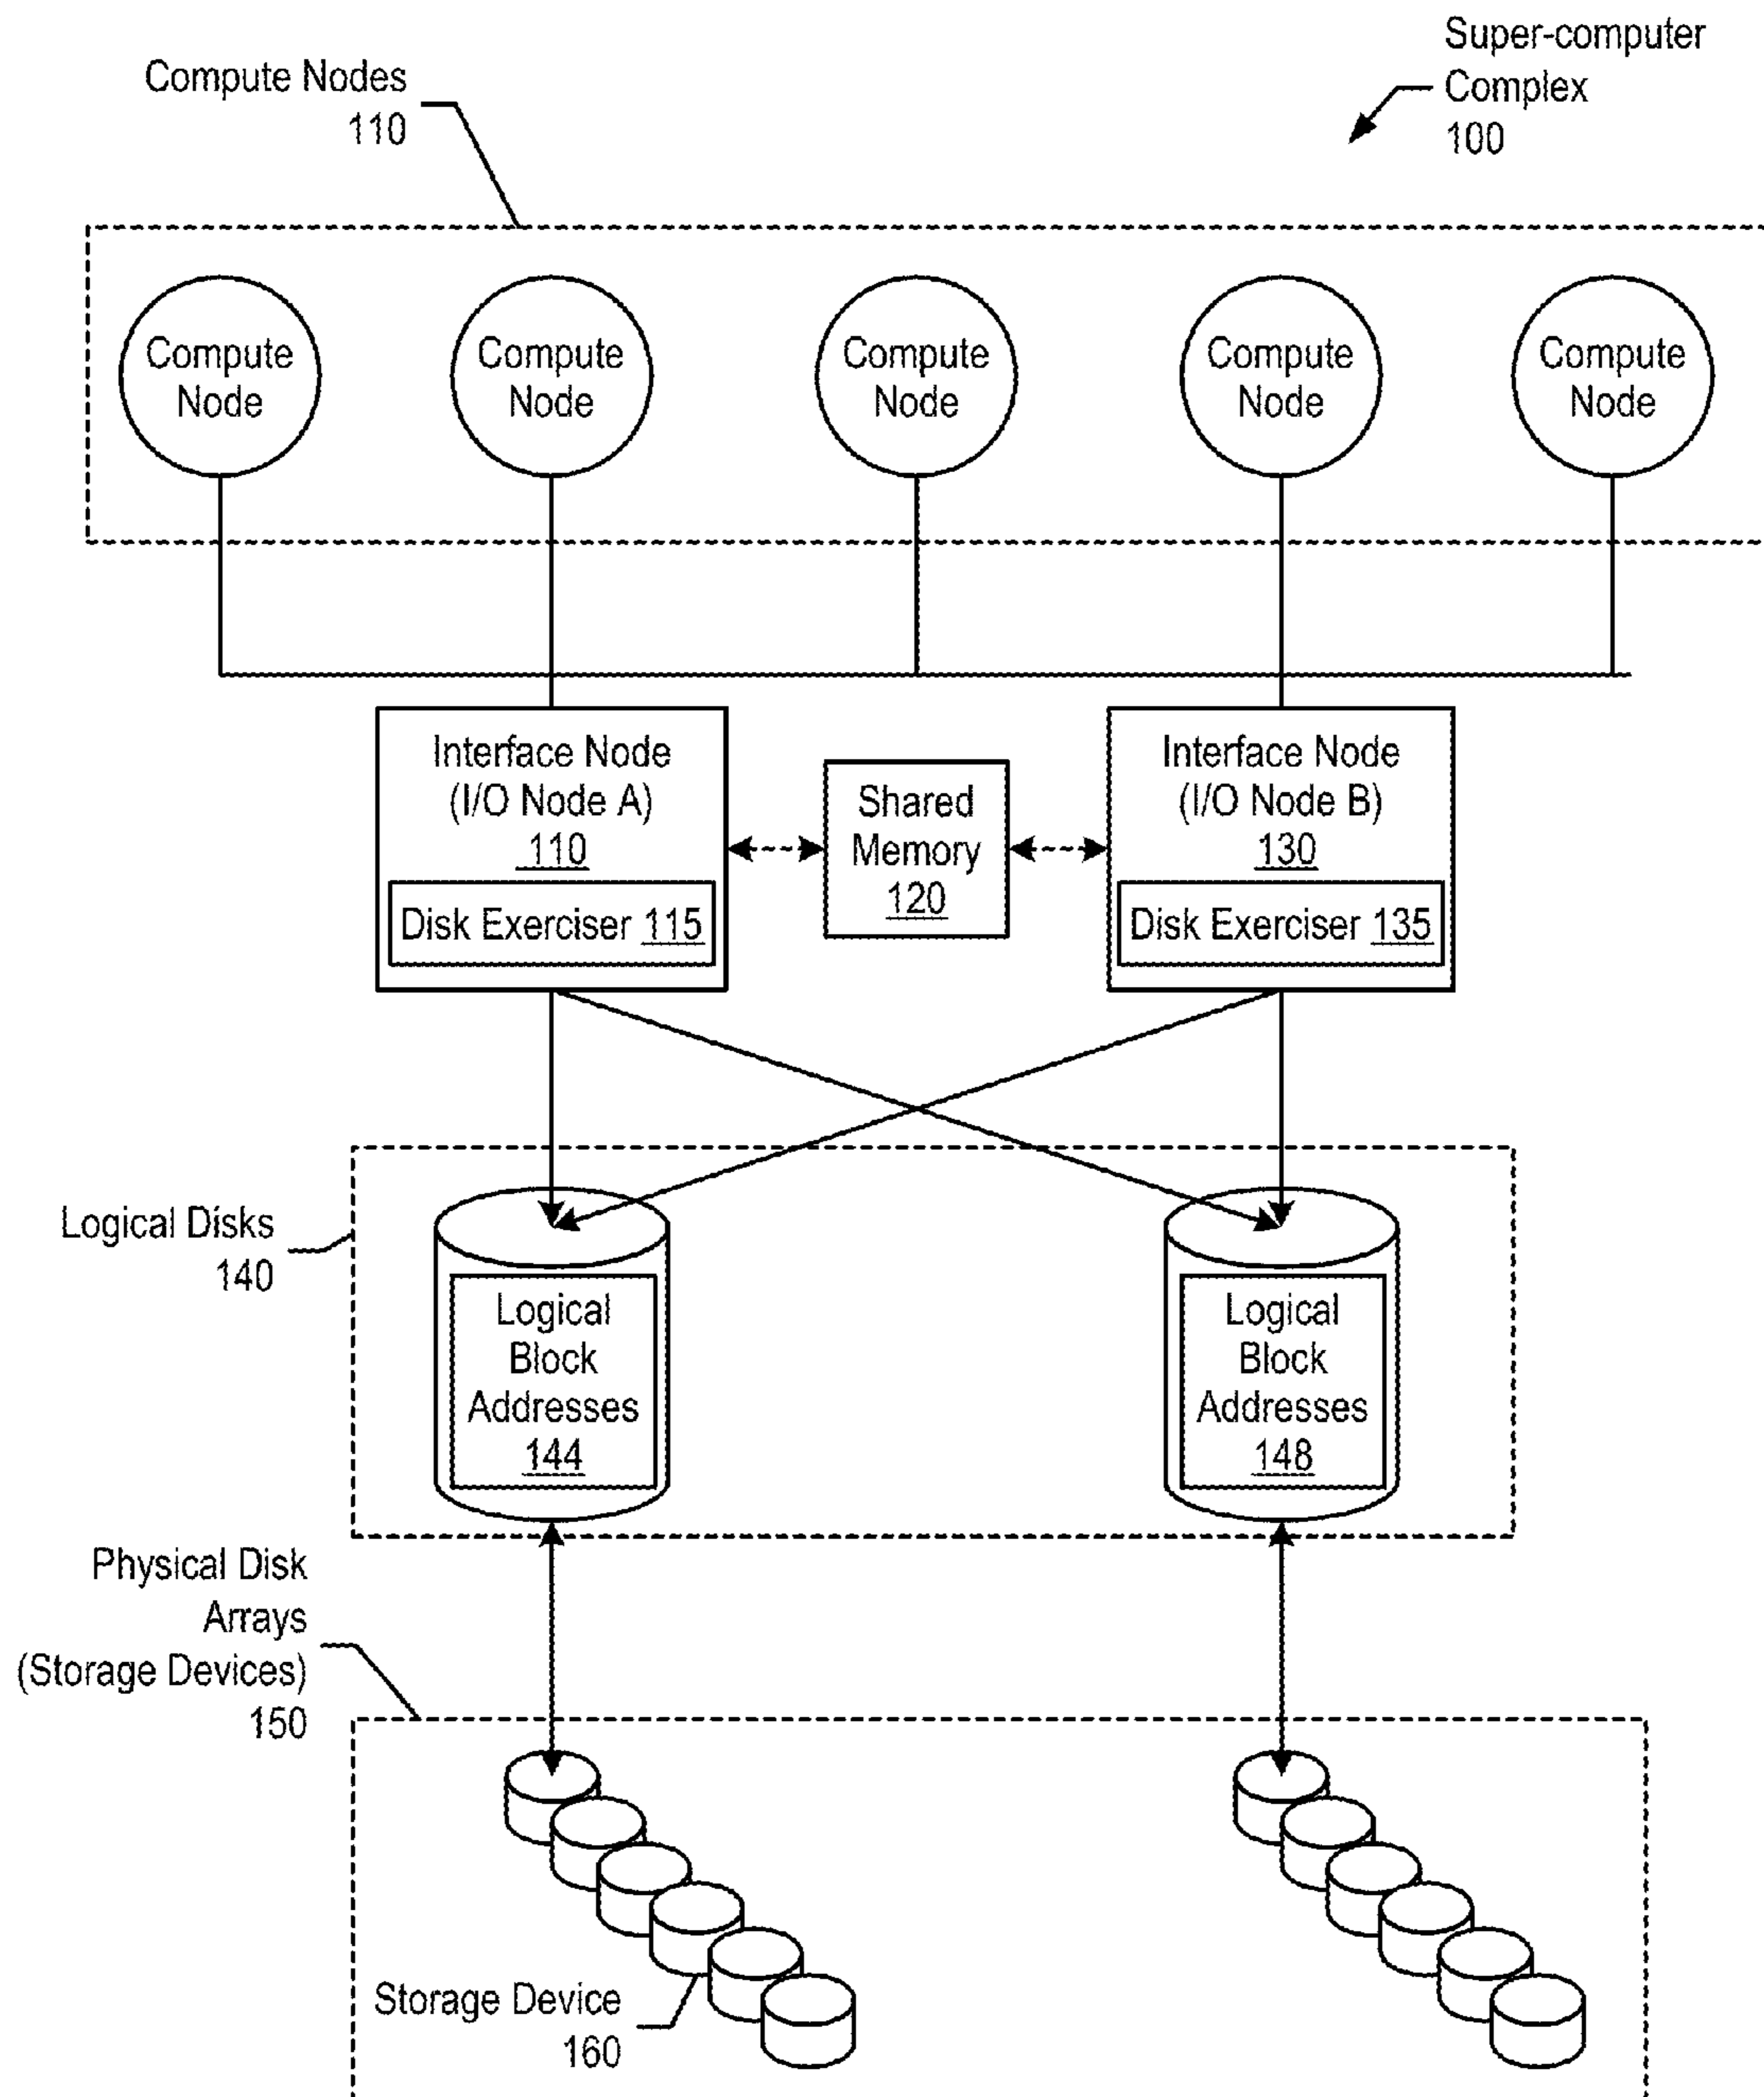 Super-computer
Complex
100
Compute Nodes
110
Compute
Node
Compute
Node
Compute
Node
Compute
Node
Compute
Node
Interface Node
(I/O Node A)
110
Disk Exerciser 115
Shared
Memory
120
Interface Node
(I/O Node B)
130
Disk Exerciser 135
Logical Disks
140
Logical
Block
Addresses
144
Logical
Block
Addresses
148
Physical Disk
Arrays
(Storage Devices)
150
Storage Device
160